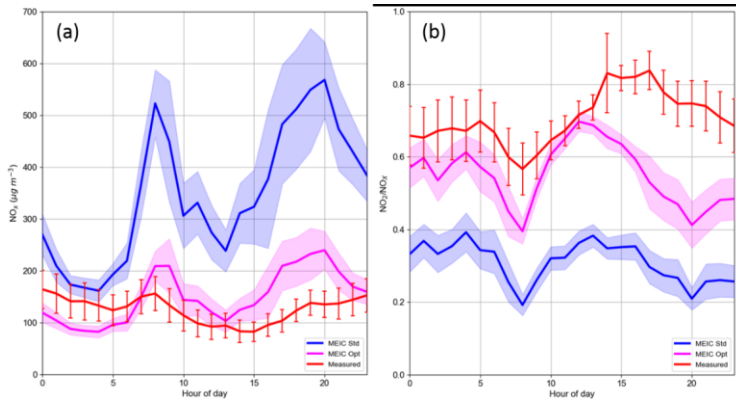 (a)
NOx (μg m⁻³)
700
600
500
400
300
200
100
0
0
5
10
15
20
Hour of day
MEIC Std
MEIC Opt
Measured
(b)
NO2/NOX
1.0
0.8
0.6
0.4
0.2
0.0
0
5
10
15
20
Hour of day
MEIC Std
MEIC Opt
Measured